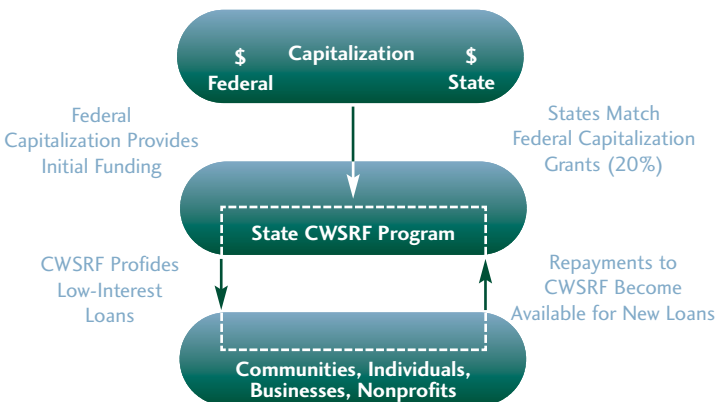 Capitalization
$ $
Federal State
Federal
Capitalization Provides
Initial Funding
States Match
Federal Capitalization
Grants (20%)
State CWSRF Program
CWSRF Profides
Low-Interest
Loans
Repayments to
CWSRF Become
Available for New Loans
Communities, Individuals,
Businesses, Nonprofits